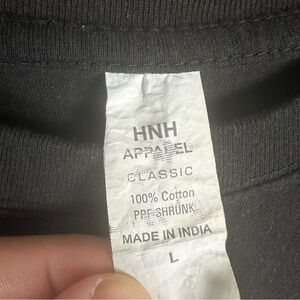 HNH
APPAREL
CLASSIC
100% Cotton
PRE-SHRUNK
MADE IN INDIA
L